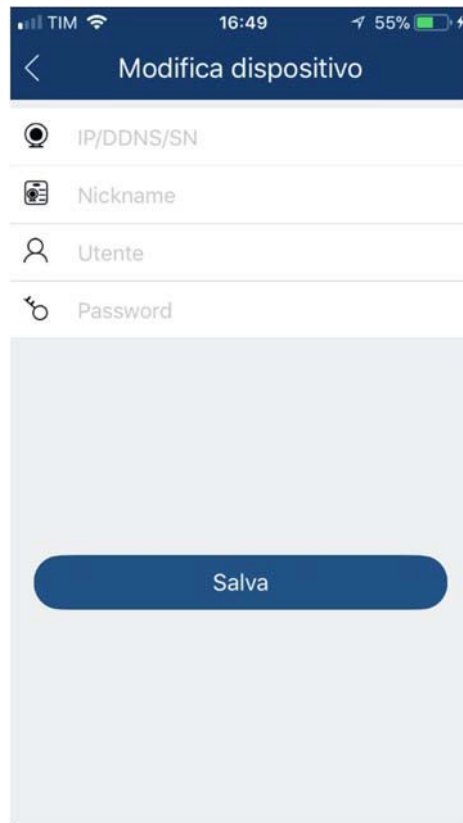 TIM 16:49 55%
Modifica dispositivo
IP/DDNS/SN
Nickname
Utente
Password
Salva